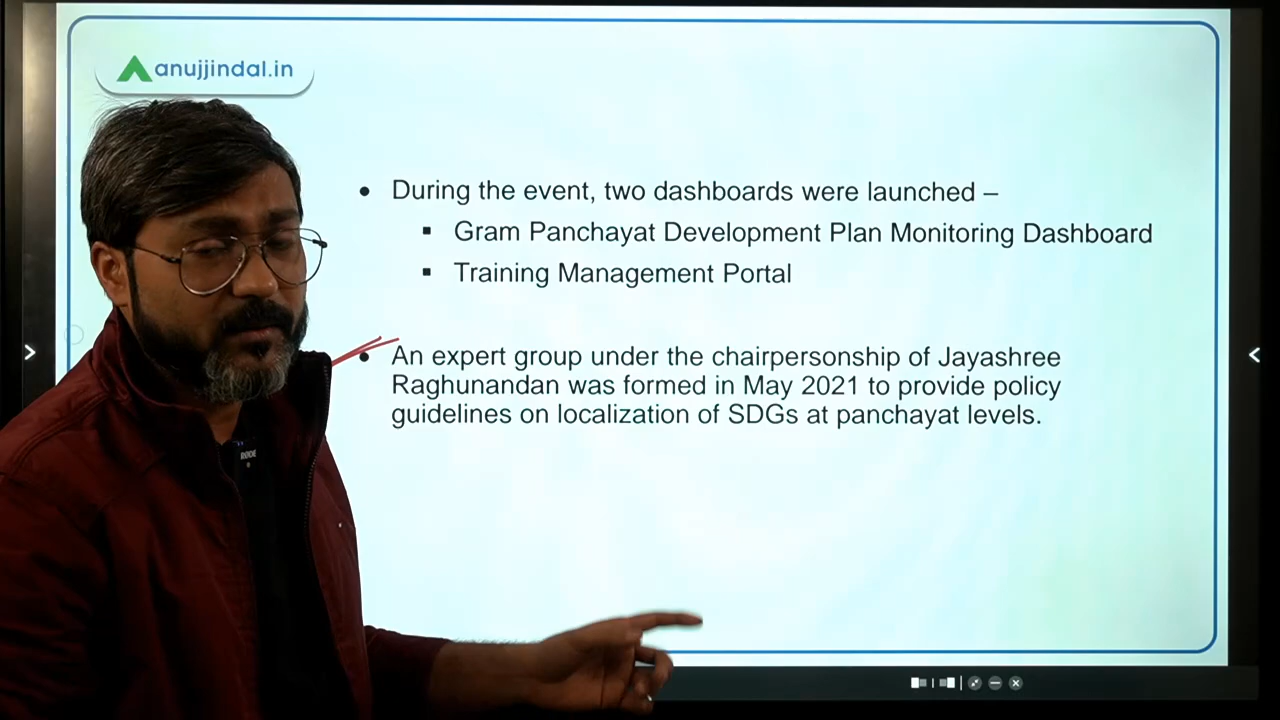 anujjindal.in
• During the event, two dashboards were launched –
▪ Gram Panchayat Development Plan Monitoring Dashboard
▪ Training Management Portal
• An expert group under the chairpersonship of Jayashree
Raghunandan was formed in May 2021 to provide policy
guidelines on localization of SDGs at panchayat levels.
RODE